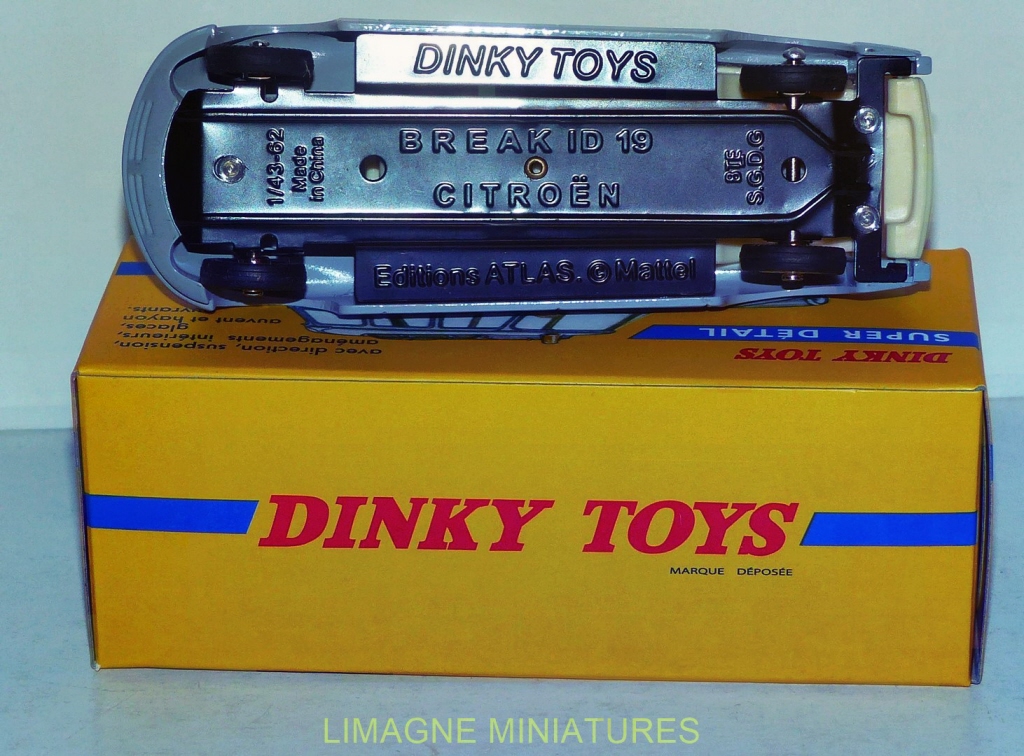 DINKY TOYS
BREAK ID 19
CITROËN
1/43-62
Made
in China
BTE
S.G.D.G
Editions ATLAS. © Mattel
DINKY TOYS
SUPER DÉTAIL
avec direction, suspension,
aménagements intérieurs
glaces,
auvent et hayon
DINKY TOYS
MARQUE DÉPOSÉE
LIMAGNE MINIATURES